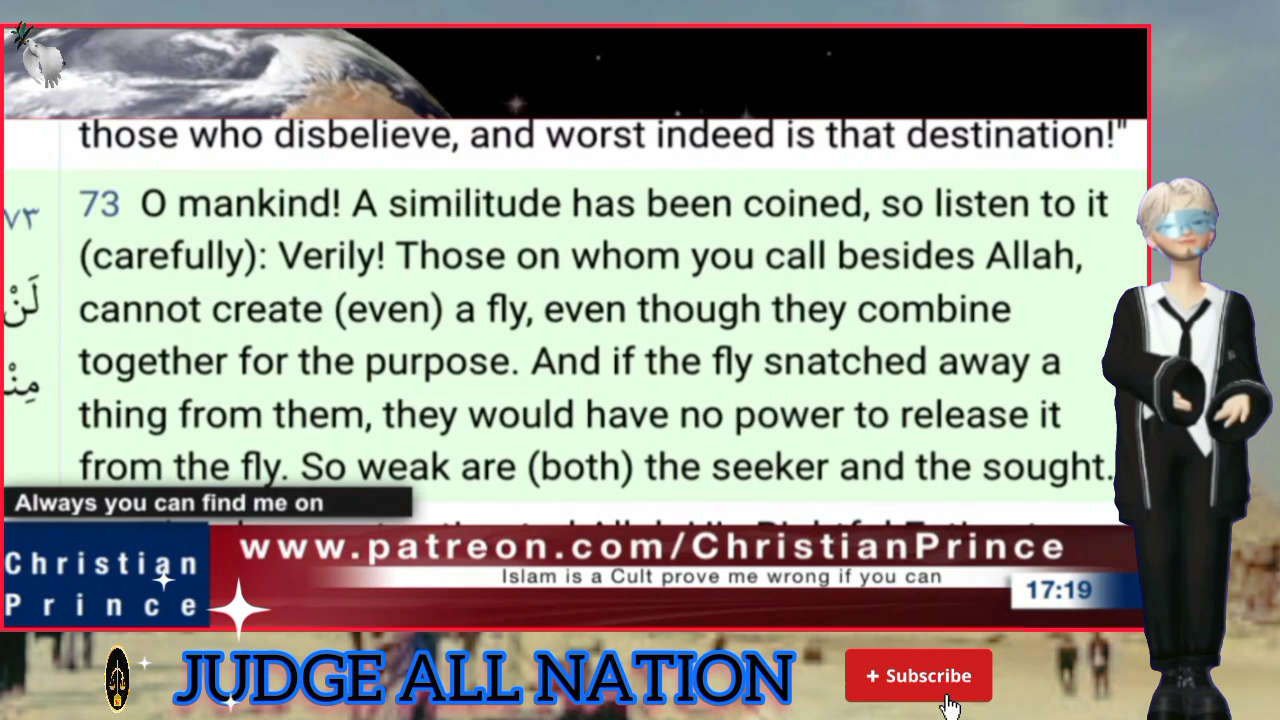 those who disbelieve, and worst indeed is that destination!"
73 O mankind! A similitude has been coined, so listen to it
٧٣
(carefully): Verily! Those on whom you call besides Allah,
cannot create (even) a fly, even though they combine
لَنْ
together for the purpose. And if the fly snatched away a
thing from them, they would have no power to release it
from the fly. So weak are (both) the seeker and the sought.
Always you can find me on
Christian
Prince
www.patreon.com/ChristianPrince
Islam is a Cult prove me wrong if you can
17:19
JUDGE ALL NATION
+ Subscribe